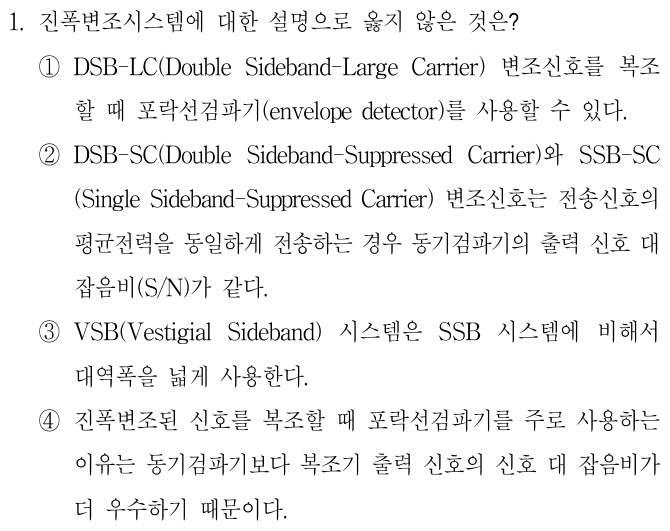 1. 진폭변조시스템에 대한 설명으로 옳지 않은 것은?
① DSB-LC(Double Sideband-Large Carrier) 변조신호를 복조
할 때 포락선검파기(envelope detector)를 사용할 수 있다.
② DSB-SC(Double Sideband-Suppressed Carrier)와 SSB-SC
(Single Sideband-Suppressed Carrier) 변조신호는 전송신호의
평균전력을 동일하게 전송하는 경우 동기검파기의 출력 신호 대
잡음비(S/N)가 같다.
③ VSB(Vestigial Sideband) 시스템은 SSB 시스템에 비해서
대역폭을 넓게 사용한다.
④ 진폭변조된 신호를 복조할 때 포락선검파기를 주로 사용하는
이유는 동기검파기보다 복조기 출력 신호의 신호 대 잡음비가
더 우수하기 때문이다.